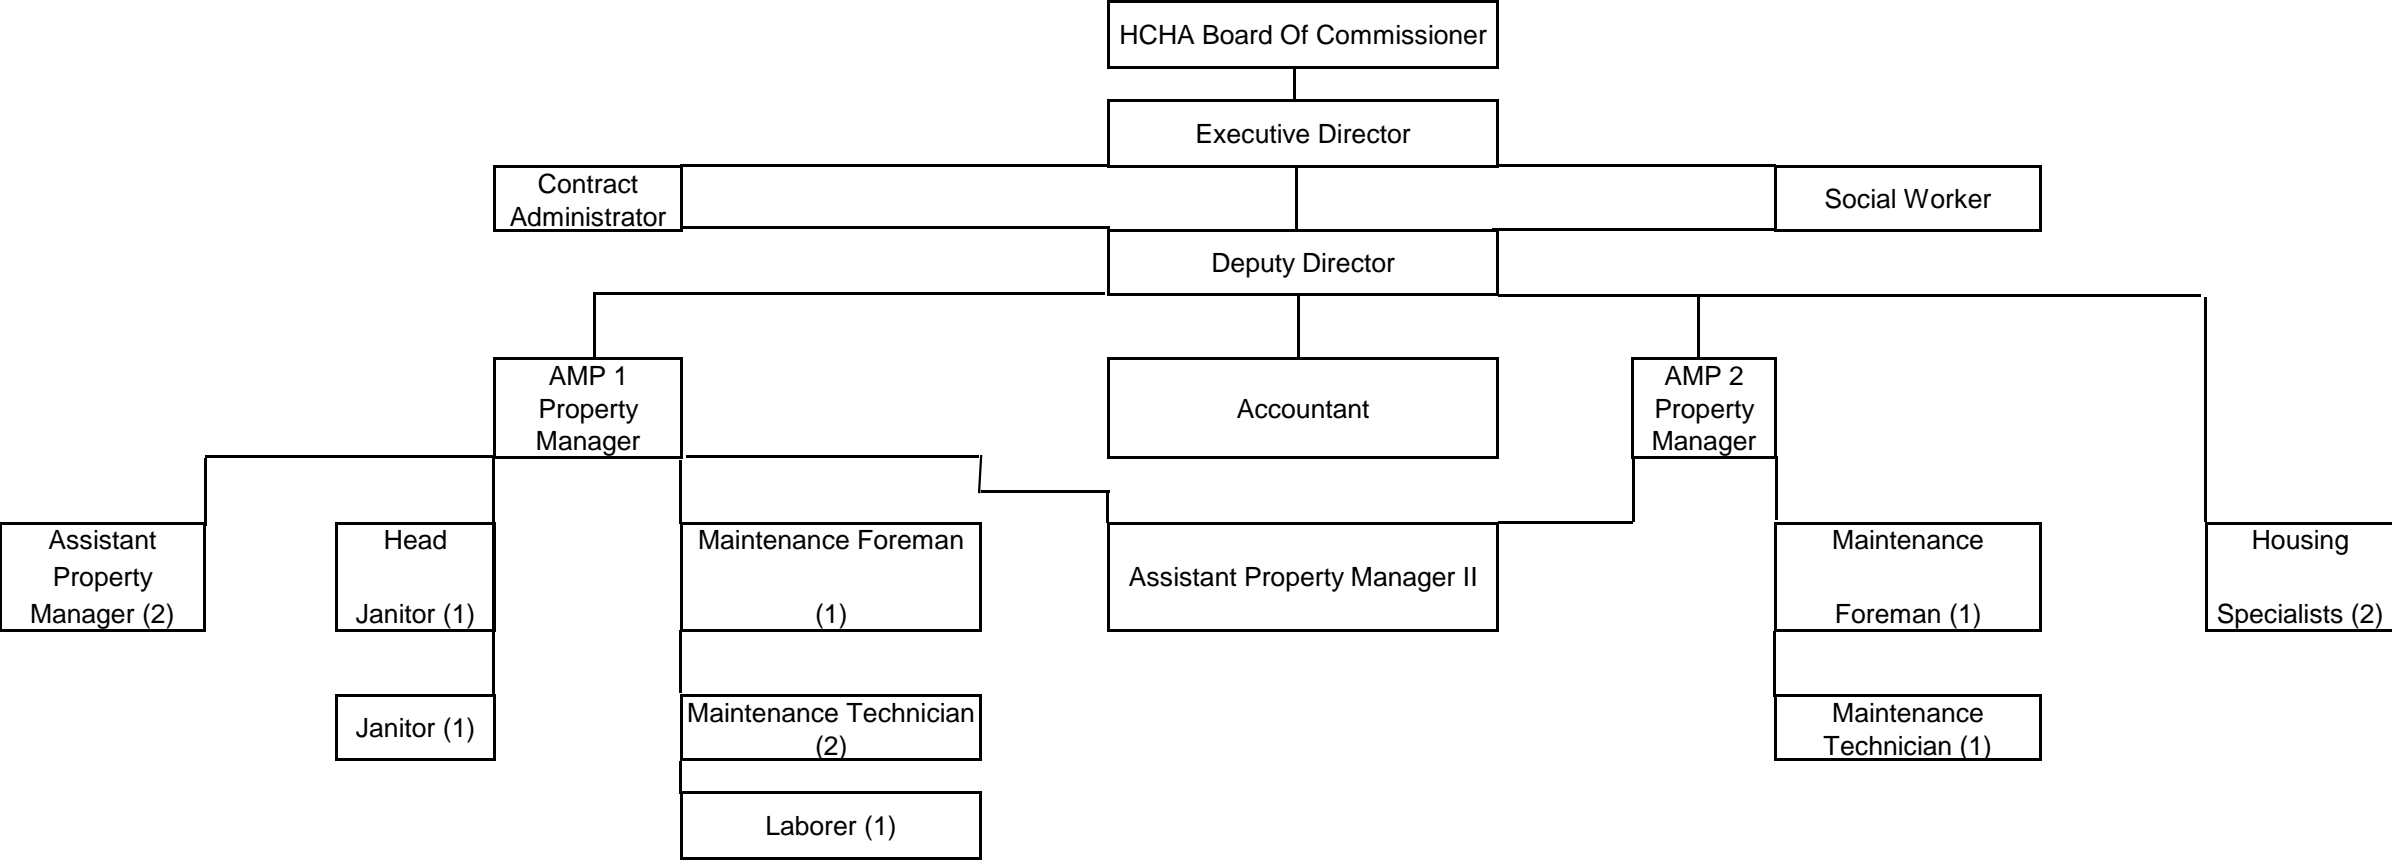 HCHA Board Of Commissioner
Executive Director
Contract
Administrator
Social Worker
Deputy Director
AMP 1
Property
Manager
Accountant
AMP 2
Property
Manager
Assistant
Property
Manager (2)
Head
Janitor (1)
Maintenance Foreman
(1)
Assistant Property Manager II
Maintenance
Foreman (1)
Housing
Specialists (2)
Janitor (1)
Maintenance Technician
(2)
Maintenance
Technician (1)
Laborer (1)